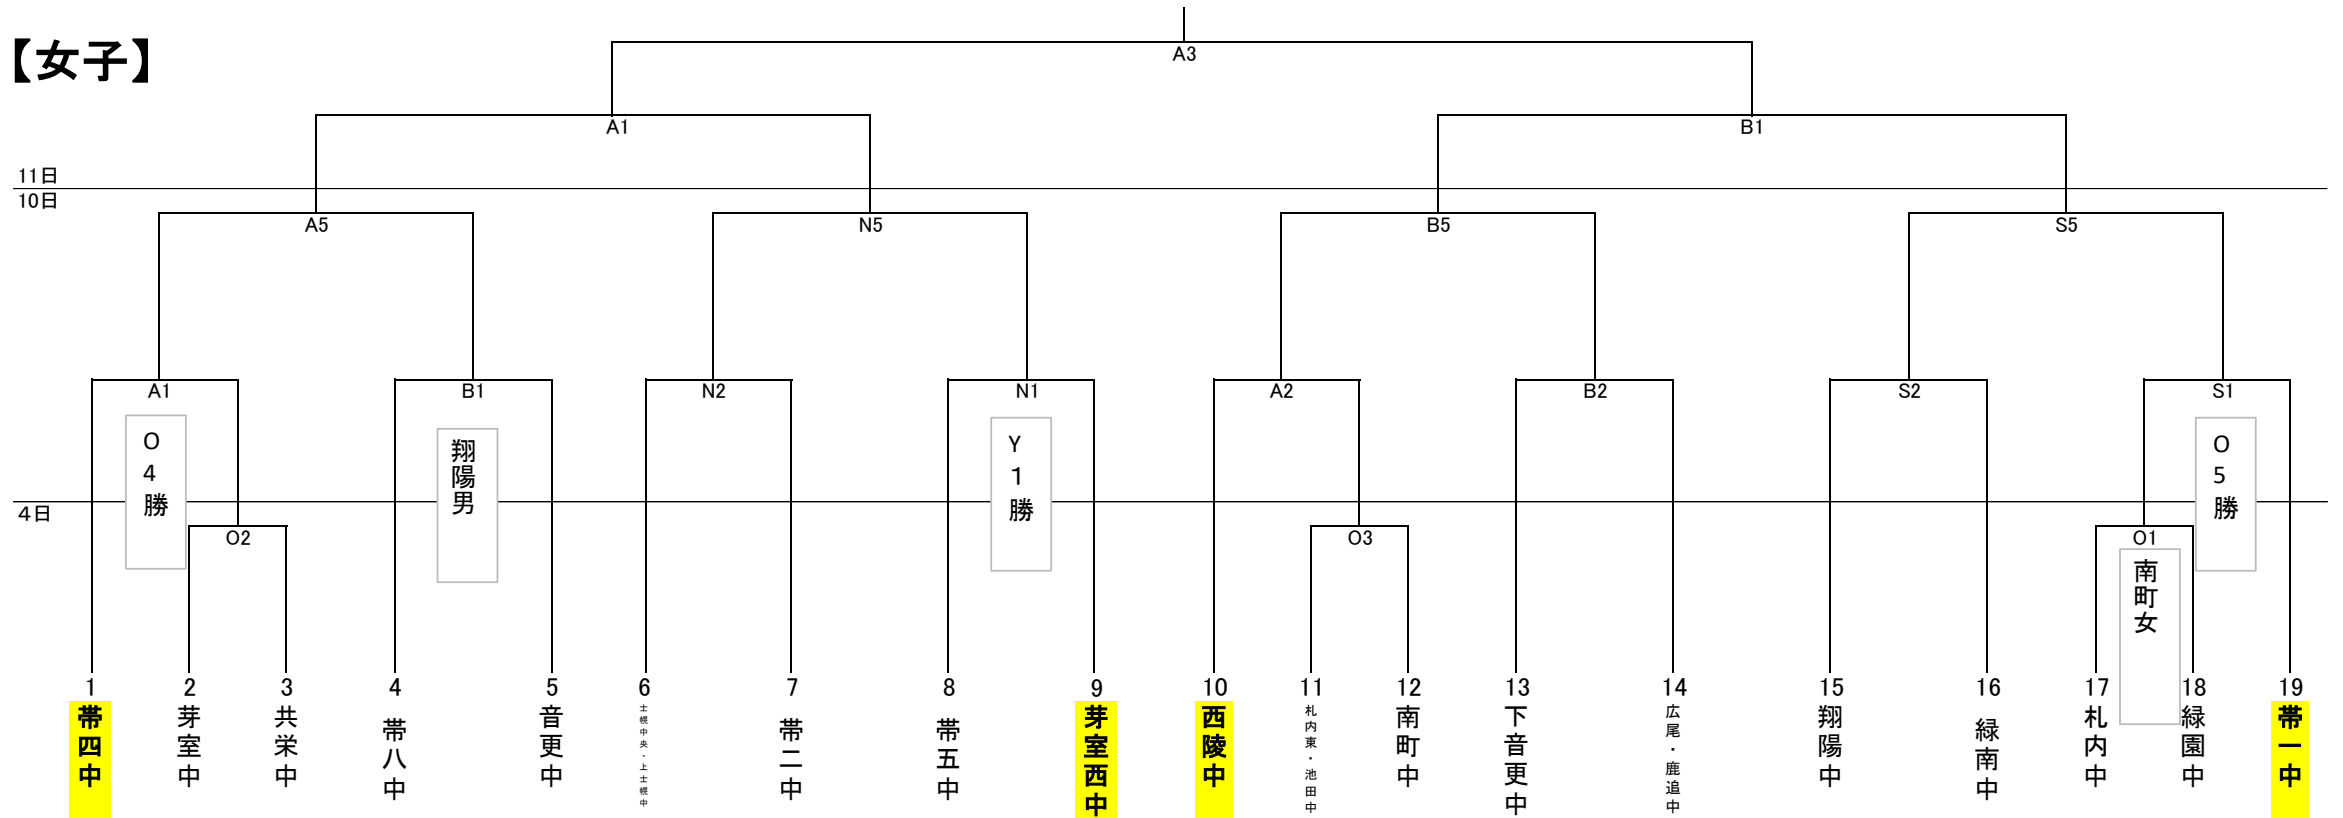 【女子】
A3
A1
B1
11日
10日
A5
N5
B5
S5
A1
B1
N2
N1
A2
B2
S2
S1
O4勝
翔陽男
Y1勝
O5勝
4日
O2
O3
O1
南町女
1
2
3
4
5
6
7
8
9
10
11
12
13
14
15
16
17
18
19
帯四中
芽室中
共栄中
帯八中
音更中
士幌中央・上士幌中
帯二中
帯五中
芽室西中
西陵中
札内東・池田中
南町中
下音更中
広尾・鹿追中
翔陽中
緑南中
札内中
緑園中
帯一中